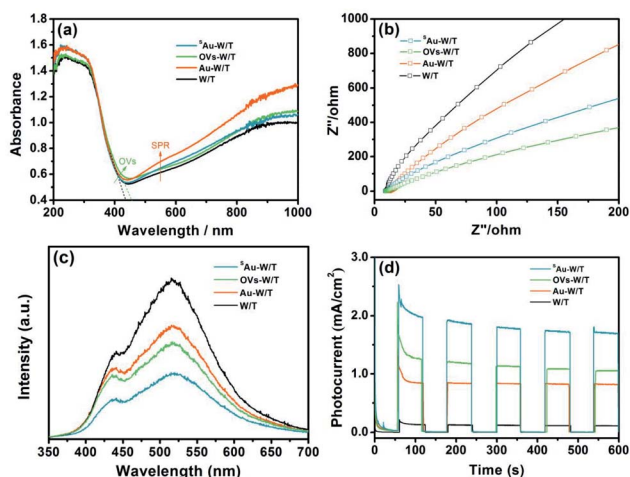 (a)
ˢAu-W/T
OVs-W/T
Au-W/T
W/T
SPR
OVs
1.8
1.6
1.4
1.2
1.0
0.8
0.6
0.4
200 400 600 800 1000
Absorbance
Wavelength / nm
(b)
ˢAu-W/T
OVs-W/T
Au-W/T
W/T
1000
800
600
400
200
0
0 50 100 150 200
Z"/ohm
Z"/ohm
(c)
ˢAu-W/T
OVs-W/T
Au-W/T
W/T
350 400 450 500 550 600 650 700
Intensity (a.u.)
Wavelength (nm)
(d)
ˢAu-W/T
OVs-W/T
Au-W/T
W/T
3.0
2.0
1.0
0.0
0 100 200 300 400 500 600
Photocurrent (mA/cm²)
Time (s)